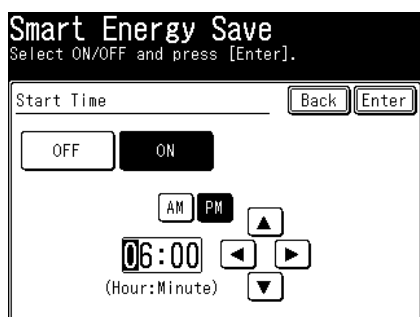 Smart Energy Save
Select ON/OFF and press [Enter].
Start Time Back Enter
OFF ON
AM PM
06:00
(Hour:Minute)